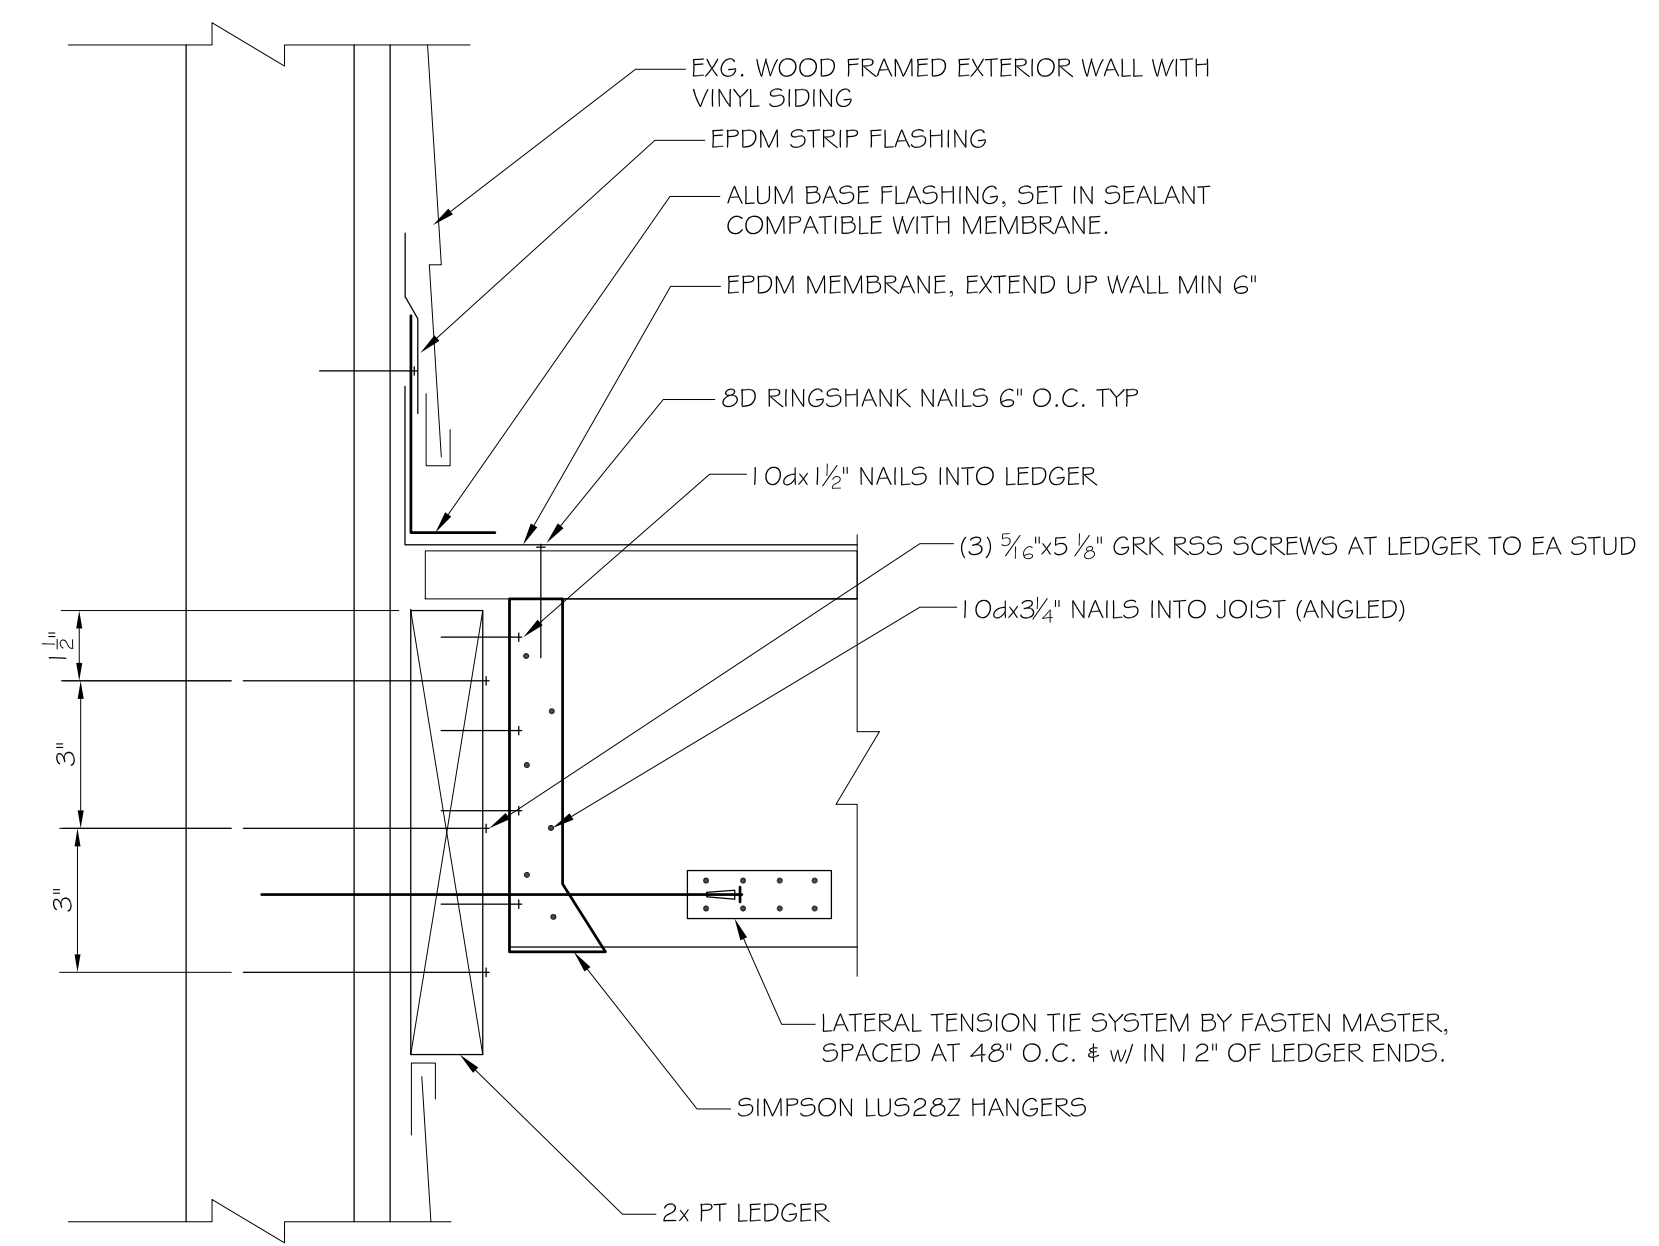 EXG. WOOD FRAMED EXTERIOR WALL WITH
VINYL SIDING
EPDM STRIP FLASHING
ALUM BASE FLASHING, SET IN SEALANT
COMPATIBLE WITH MEMBRANE.
EPDM MEMBRANE, EXTEND UP WALL MIN 6"
8D RINGSHANK NAILS 6" O.C. TYP
10dx1½" NAILS INTO LEDGER
(3) 5/16"x5 ⅛" GRK RSS SCREWS AT LEDGER TO EA STUD
10dx3¼" NAILS INTO JOIST (ANGLED)
1½"
3"
3"
LATERAL TENSION TIE SYSTEM BY FASTEN MASTER,
SPACED AT 48" O.C. & w/ IN 12" OF LEDGER ENDS.
SIMPSON LUS28Z HANGERS
2x PT LEDGER